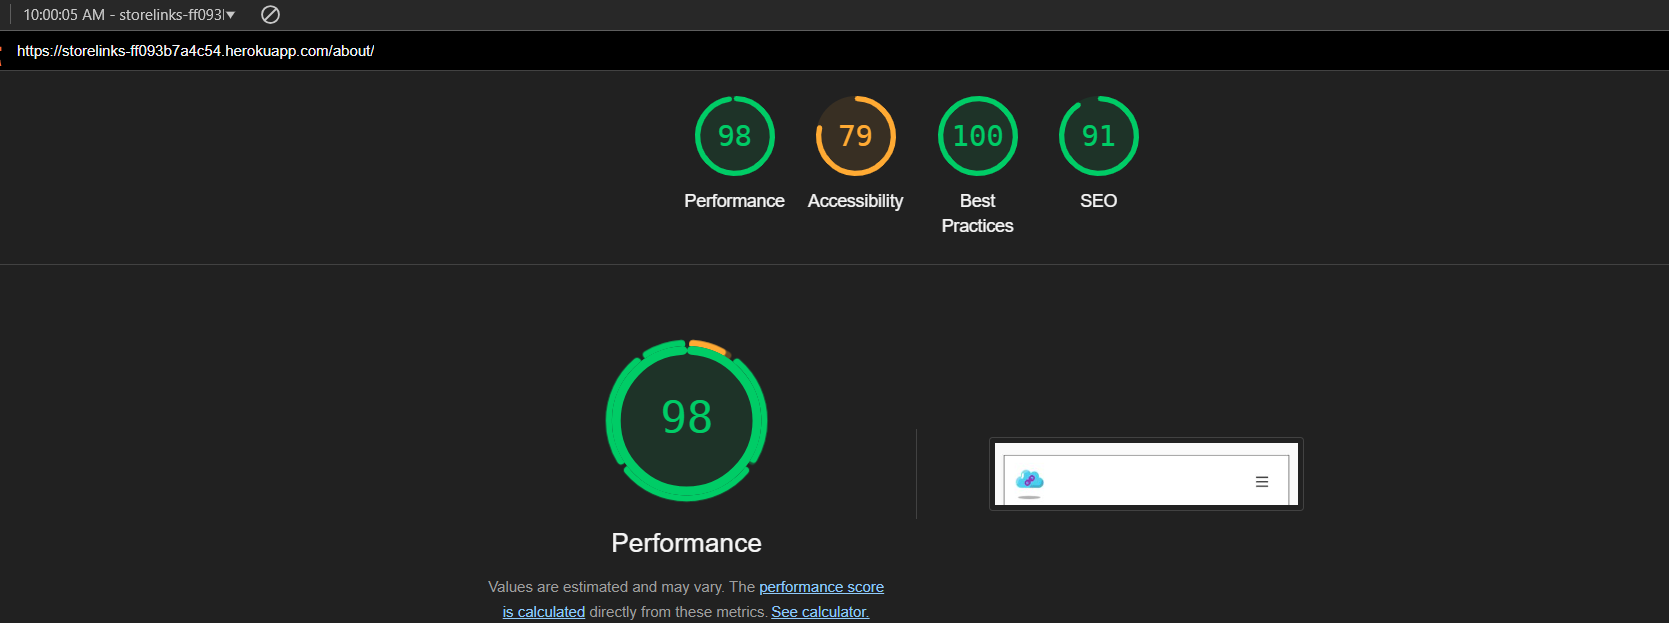 10:00:05 AM - storelinks-ff093
https://storelinks-ff093b7a4c54.herokuapp.com/about/
98 79 100 91
Performance Accessibility Best Practices SEO
98
Performance
Values are estimated and may vary. The performance score
is calculated directly from these metrics. See calculator.